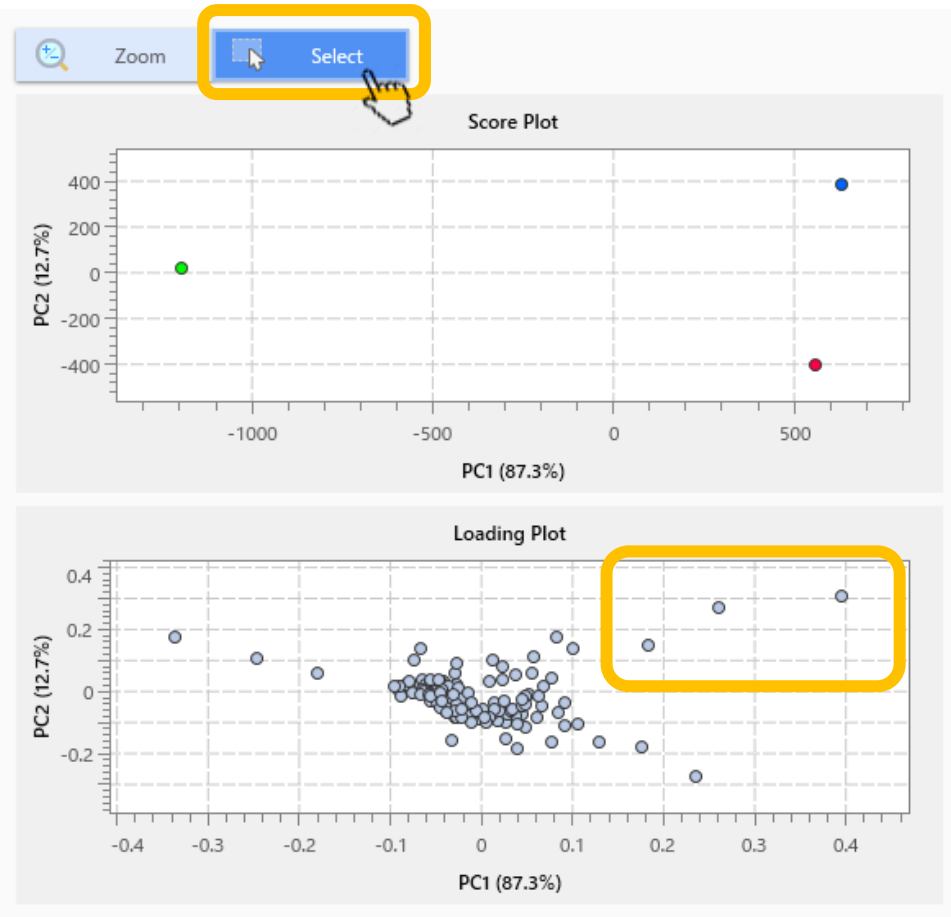 Zoom
Select
Score Plot
400
200
0
-200
-400
PC2 (12.7%)
-1000
-500
0
500
PC1 (87.3%)
Loading Plot
0.4
0.2
0
-0.2
PC2 (12.7%)
-0.4
-0.3
-0.2
-0.1
0
0.1
0.2
0.3
0.4
PC1 (87.3%)